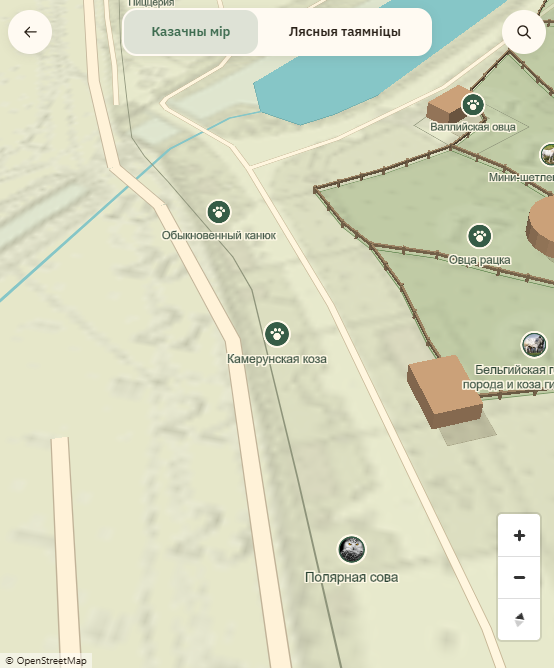 Пиццерия
Казачны мір
Лясныя таямніцы
Валлийская овца
Мини-шетле
Обыкновенный канюк
Овца рацка
Камерунская коза
Бельгийская
порода и коза
Полярная сова
© OpenStreetMap